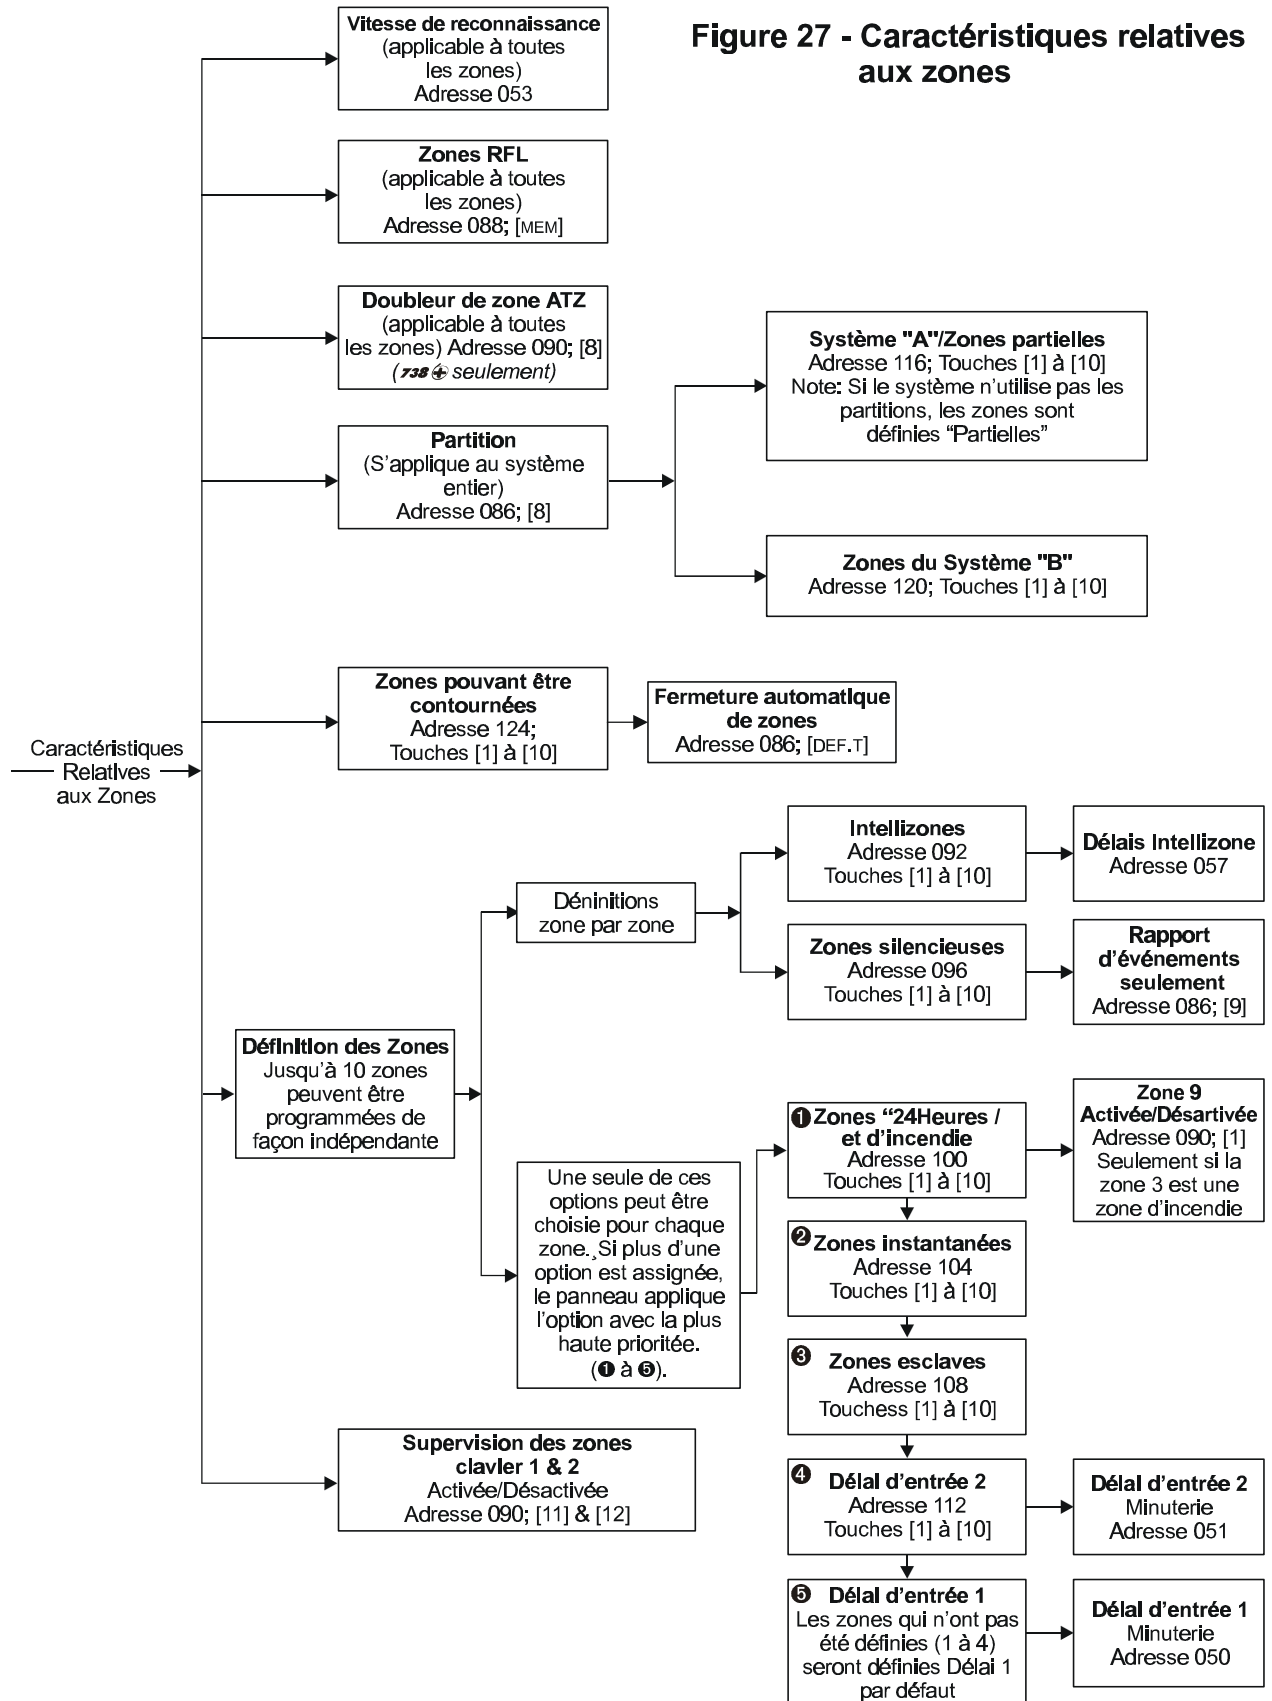 Figure 27 - Caractéristiques relatives
aux zones
Vitesse de reconnaissance
(applicable à toutes
les zones)
Adresse 053
Zones RFL
(applicable à toutes
les zones)
Adresse 088; [MEM]
Doubleur de zone ATZ
(applicable à toutes
les zones) Adresse 090; [8]
(738 seulement)
Partition
(S'applique au système
entier)
Adresse 086; [8]
Système "A"/Zones partielles
Adresse 116; Touches [1] à [10]
Note: Si le système n'utilise pas les
partitions, les zones sont
définies “Partielles”
Zones du Système "B"
Adresse 120; Touches [1] à [10]
Zones pouvant être
contournées
Adresse 124;
Touches [1] à [10]
Fermeture automatique
de zones
Adresse 086; [DEF.T]
Caractéristiques
Relatives
aux Zones
Définition des Zones
Jusqu'à 10 zones
peuvent être
programmées de
façon indépendante
Déninitions
zone par zone
Intellizones
Adresse 092
Touches [1] à [10]
Délais Intellizone
Adresse 057
Zones silencieuses
Adresse 096
Touches [1] à [10]
Rapport
d'événements
seulement
Adresse 086; [9]
Une seule de ces
options peut être
choisie pour chaque
zone. Si plus d'une
option est assignée,
le panneau applique
l'option avec la plus
haute prioritée.
(❶ à ❺).
❶ Zones “24Heures /
et d'incendie
Adresse 100
Touches [1] à [10]
Zone 9
Activée/Désartivée
Adresse 090; [1]
Seulement si la
zone 3 est une
zone d'incendie
❷ Zones instantanées
Adresse 104
Touches [1] à [10]
❸ Zones esclaves
Adresse 108
Touchess [1] à [10]
❹ Délal d'entrée 2
Adresse 112
Touches [1] à [10]
Délal d'entrée 2
Minuterie
Adresse 051
❺ Délal d'entrée 1
Les zones qui n'ont pas
été définies (1 à 4)
seront définies Délai 1
par défaut
Délal d'entrée 1
Minuterie
Adresse 050
Supervision des zones
clavier 1 & 2
Activée/Désactivée
Adresse 090; [11] & [12]